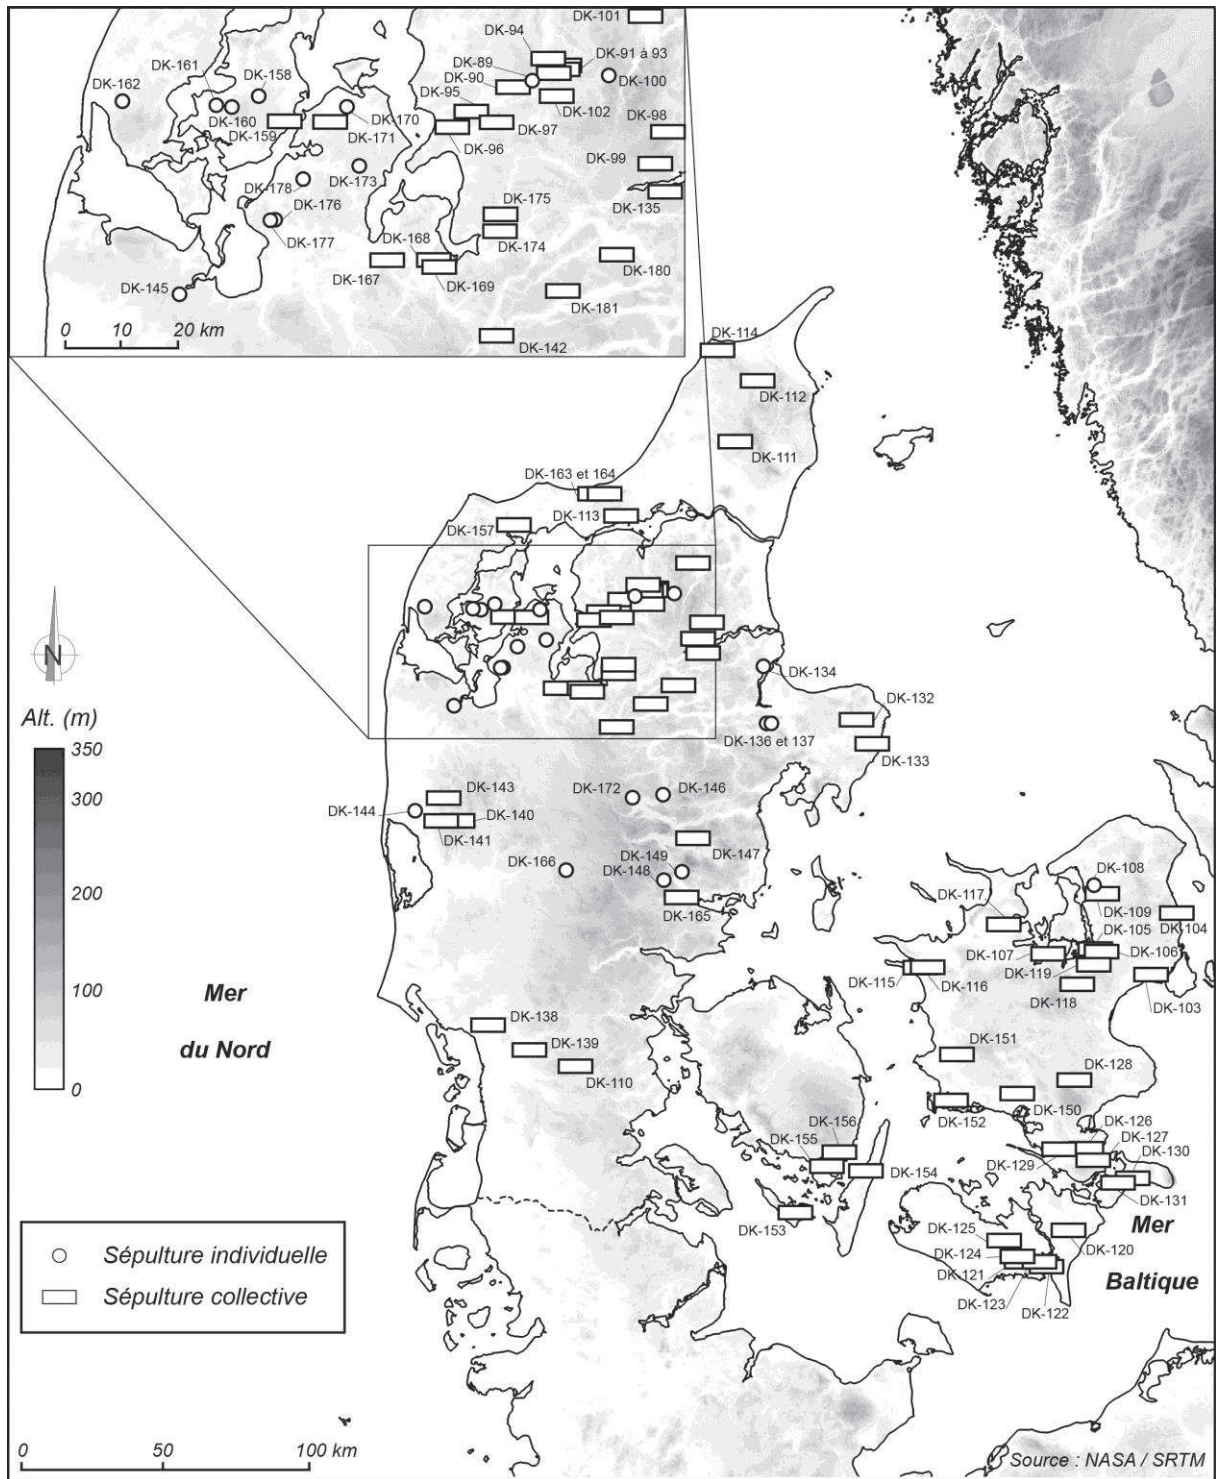 DK-101
DK-94
DK-91 à 93
DK-161
DK-158
DK-89
DK-162
DK-90
DK-100
DK-95
DK-170
DK-102
DK-160
DK-98
DK-159
DK-171
DK-97
DK-96
DK-99
DK-173
DK-178
DK-135
DK-176
DK-175
DK-168
DK-174
DK-177
DK-180
DK-167
DK-145
DK-169
DK-181
0 10 20 km
DK-142
DK-114
DK-112
DK-111
DK-163 et 164
DK-113
DK-157
N
DK-134
Alt. (m)
DK-132
DK-136 et 137
350
DK-133
300
DK-143
DK-172
DK-146
DK-144
DK-140
DK-141
DK-147
DK-149
DK-166
DK-148
DK-108
200
DK-117
DK-165
DK-109
DK-105
DK-104
DK-107
DK-106
DK-119
DK-115
DK-116
100
DK-118
DK-103
Mer
du Nord
DK-138
DK-151
DK-139
DK-128
DK-110
0
DK-150
DK-152
DK-156
DK-126
DK-155
DK-127
DK-130
DK-129
DK-154
DK-131
DK-153
Mer
Baltique
DK-125
DK-120
DK-124
DK-121
DK-123
DK-122
Sépulture individuelle
Sépulture collective
0 50 100 km
Source : NASA / SRTM